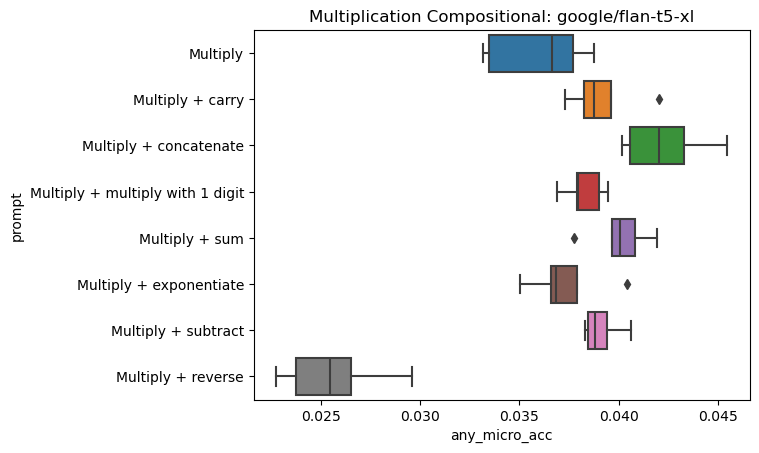 Multiplication Compositional: google/flan-t5-xl
Multiply
Multiply + carry
Multiply + concatenate
Multiply + multiply with 1 digit
Multiply + sum
Multiply + exponentiate
Multiply + subtract
Multiply + reverse
prompt
0.025 0.030 0.035 0.040 0.045
any_micro_acc